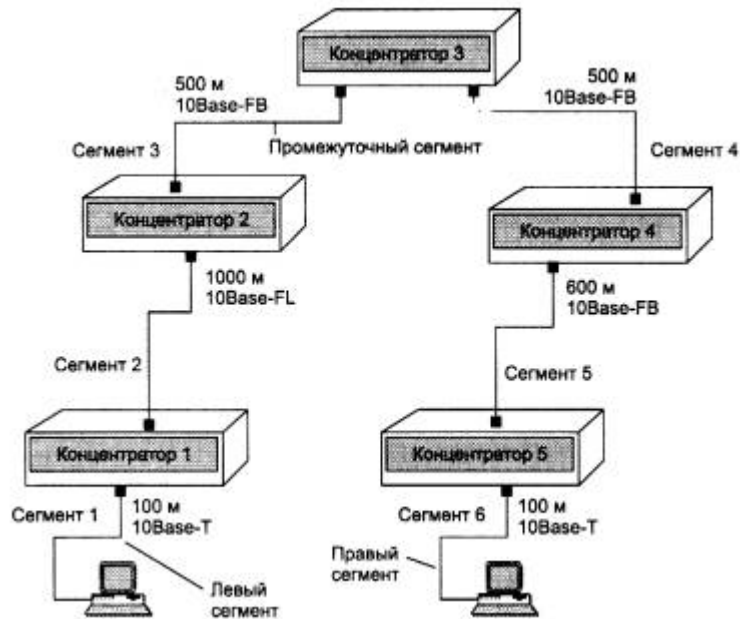 Концентратор 3
500 м
10Base-FB
500 м
10Base-FB
Сегмент 3
Промежуточный сегмент
Сегмент 4
Концентратор 2
Концентратор 4
1000 м
10Base-FL
600 м
10Base-FB
Сегмент 2
Сегмент 5
Концентратор 1
Концентратор 5
Сегмент 1
100 м
10Base-T
Сегмент 6
100 м
10Base-T
Левый
сегмент
Правый
сегмент